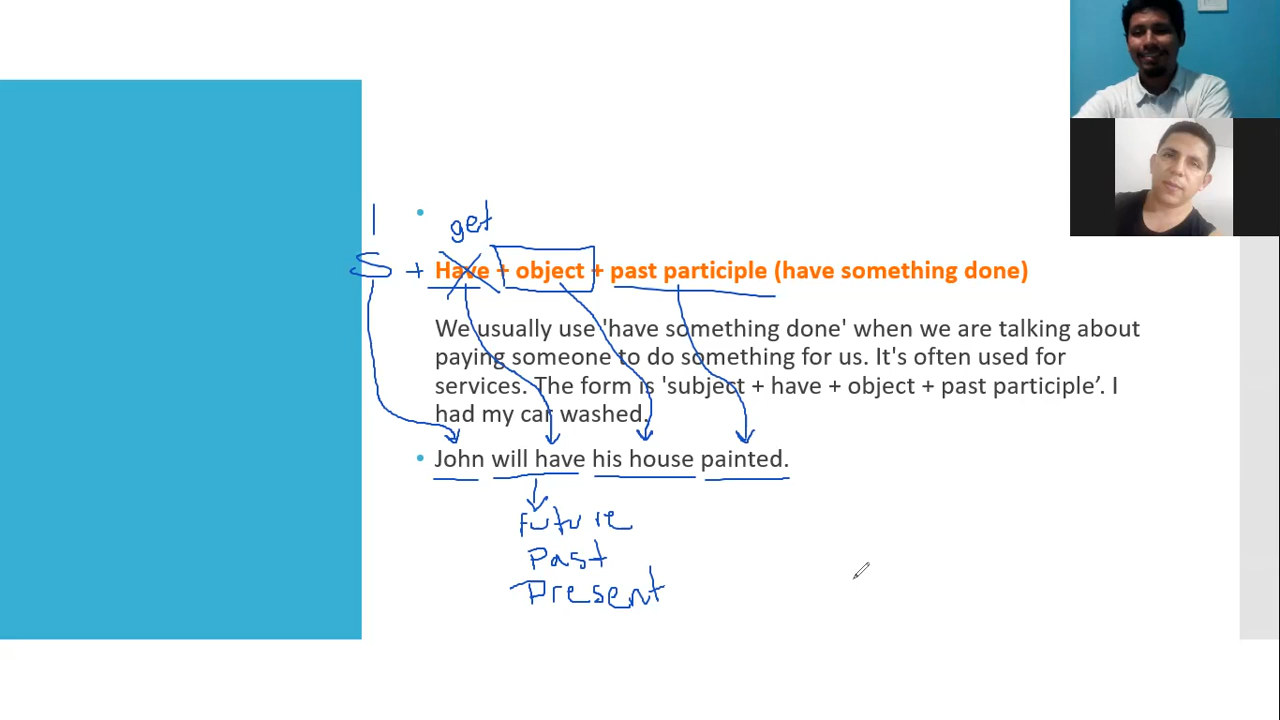 I
get
S + Have + object + past participle (have something done)
We usually use 'have something done' when we are talking about
paying someone to do something for us. It's often used for
services. The form is 'subject + have + object + past participle’. I
had my car washed.
John will have his house painted.
Future
Past
Present